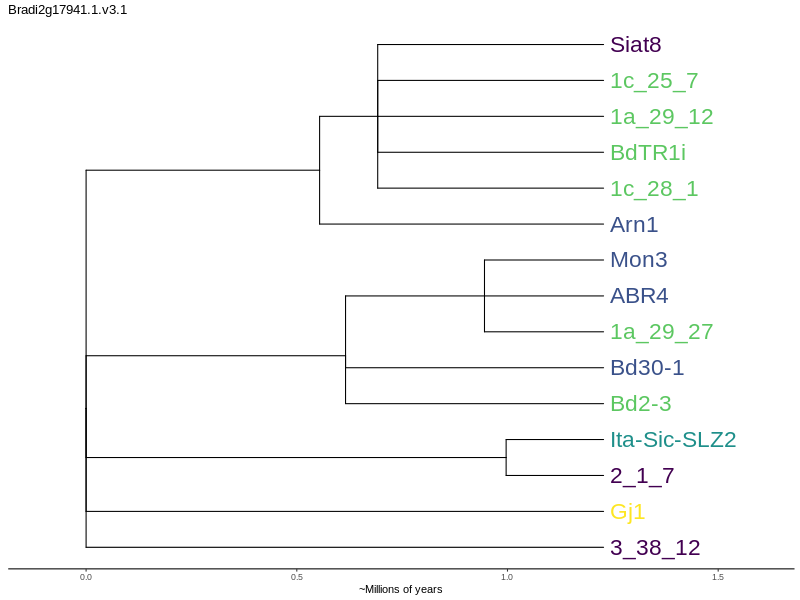 Bradi2g17941.1.v3.1
Siat8
1c_25_7
1a_29_12
BdTR1i
1c_28_1
Arn1
Mon3
ABR4
1a_29_27
Bd30-1
Bd2-3
Ita-Sic-SLZ2
2_1_7
Gj1
3_38_12
0.0 0.5 1.0 1.5
~Millions of years